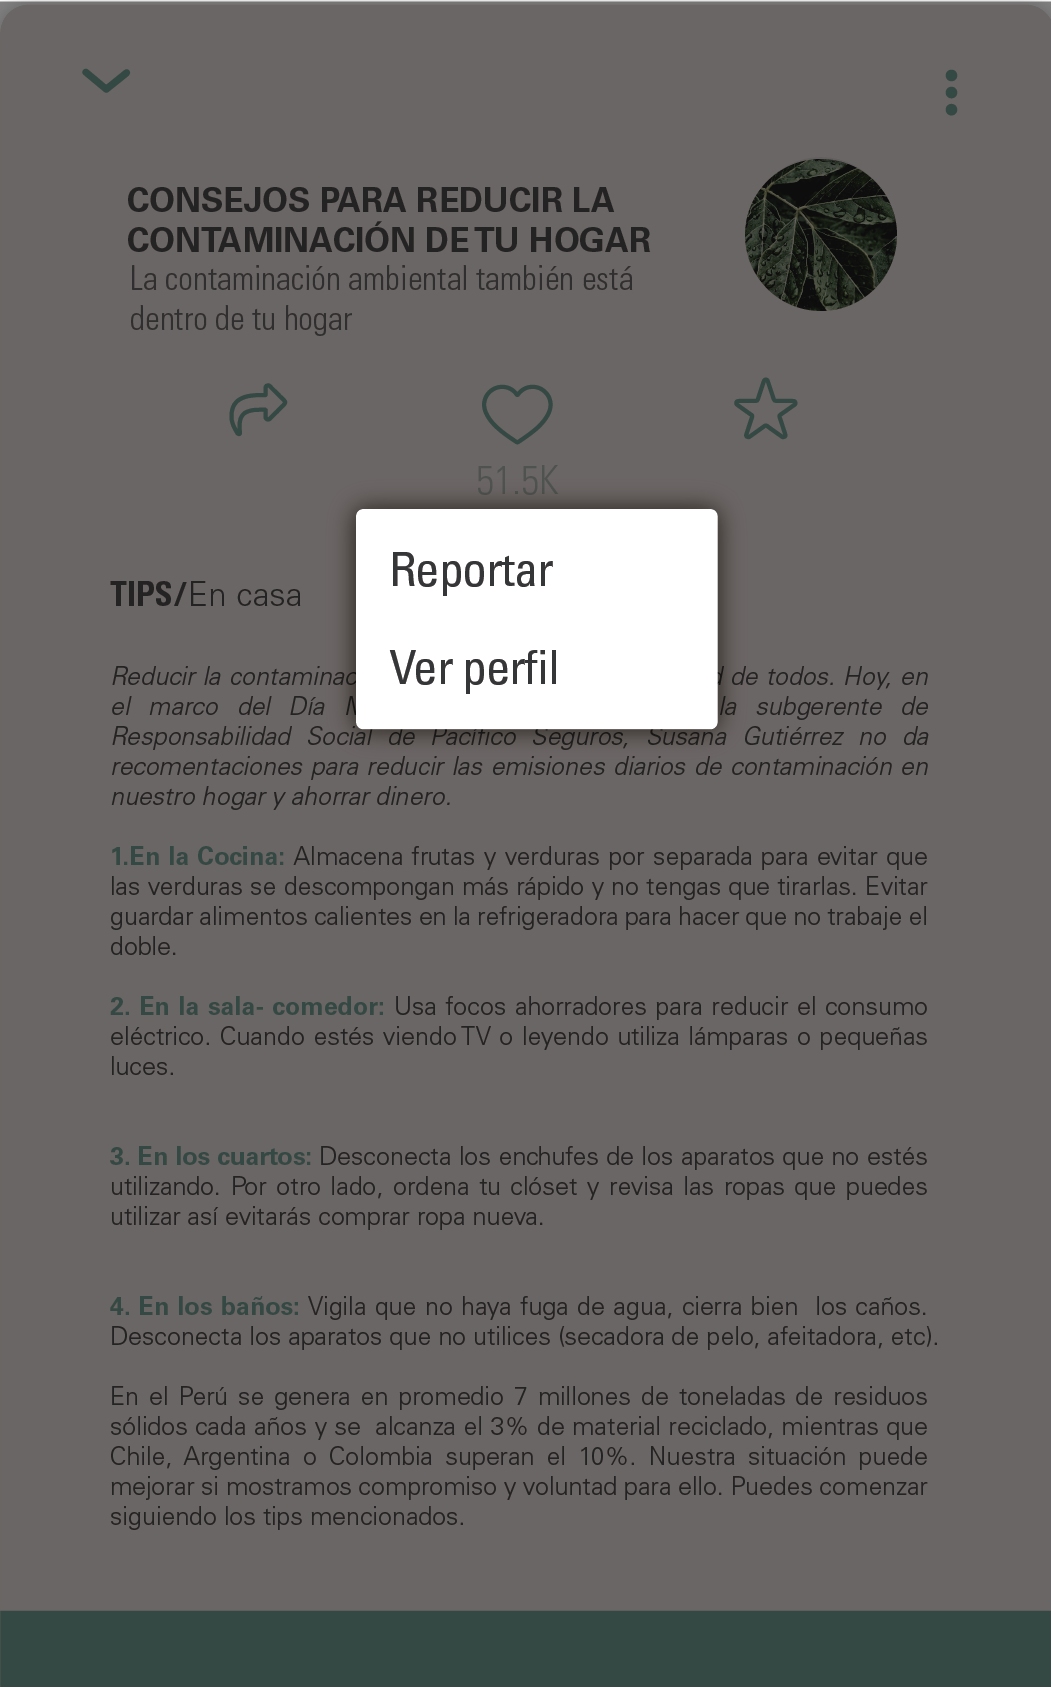 CONSEJOS PARA REDUCIR LA
CONTAMINACIÓN DE TU HOGAR
La contaminación ambiental también está
dentro de tu hogar
51.5K
Reportar
Ver perfil
TIPS/En casa
Reducir la de todos. Hoy, en
el marco del Día la subgerente de
Responsabilidad Social de Pacífico Seguros, Susana Gutiérrez no da
recomentaciones para reducir las emisiones diarios de contaminación en
nuestro hogar y ahorrar dinero.
1.En la Cocina: Almacena frutas y verduras por separada para evitar que
las verduras se descompongan más rápido y no tengas que tirarlas. Evitar
guardar alimentos calientes en la refrigeradora para hacer que no trabaje el
doble.
2. En la sala- comedor: Usa focos ahorradores para reducir el consumo
eléctrico. Cuando estés viendo TV o leyendo utiliza lámparas o pequeñas
luces.
3. En los cuartos: Desconecta los enchufes de los aparatos que no estés
utilizando. Por otro lado, ordena tu clóset y revisa las ropas que puedes
utilizar así evitarás comprar ropa nueva.
4. En los baños: Vigila que no haya fuga de agua, cierra bien los caños.
Desconecta los aparatos que no utilices (secadora de pelo, afeitadora, etc).
En el Perú se genera en promedio 7 millones de toneladas de residuos
sólidos cada años y se alcanza el 3% de material reciclado, mientras que
Chile, Argentina o Colombia superan el 10%. Nuestra situación puede
mejorar si mostramos compromiso y voluntad para ello. Puedes comenzar
siguiendo los tips mencionados.